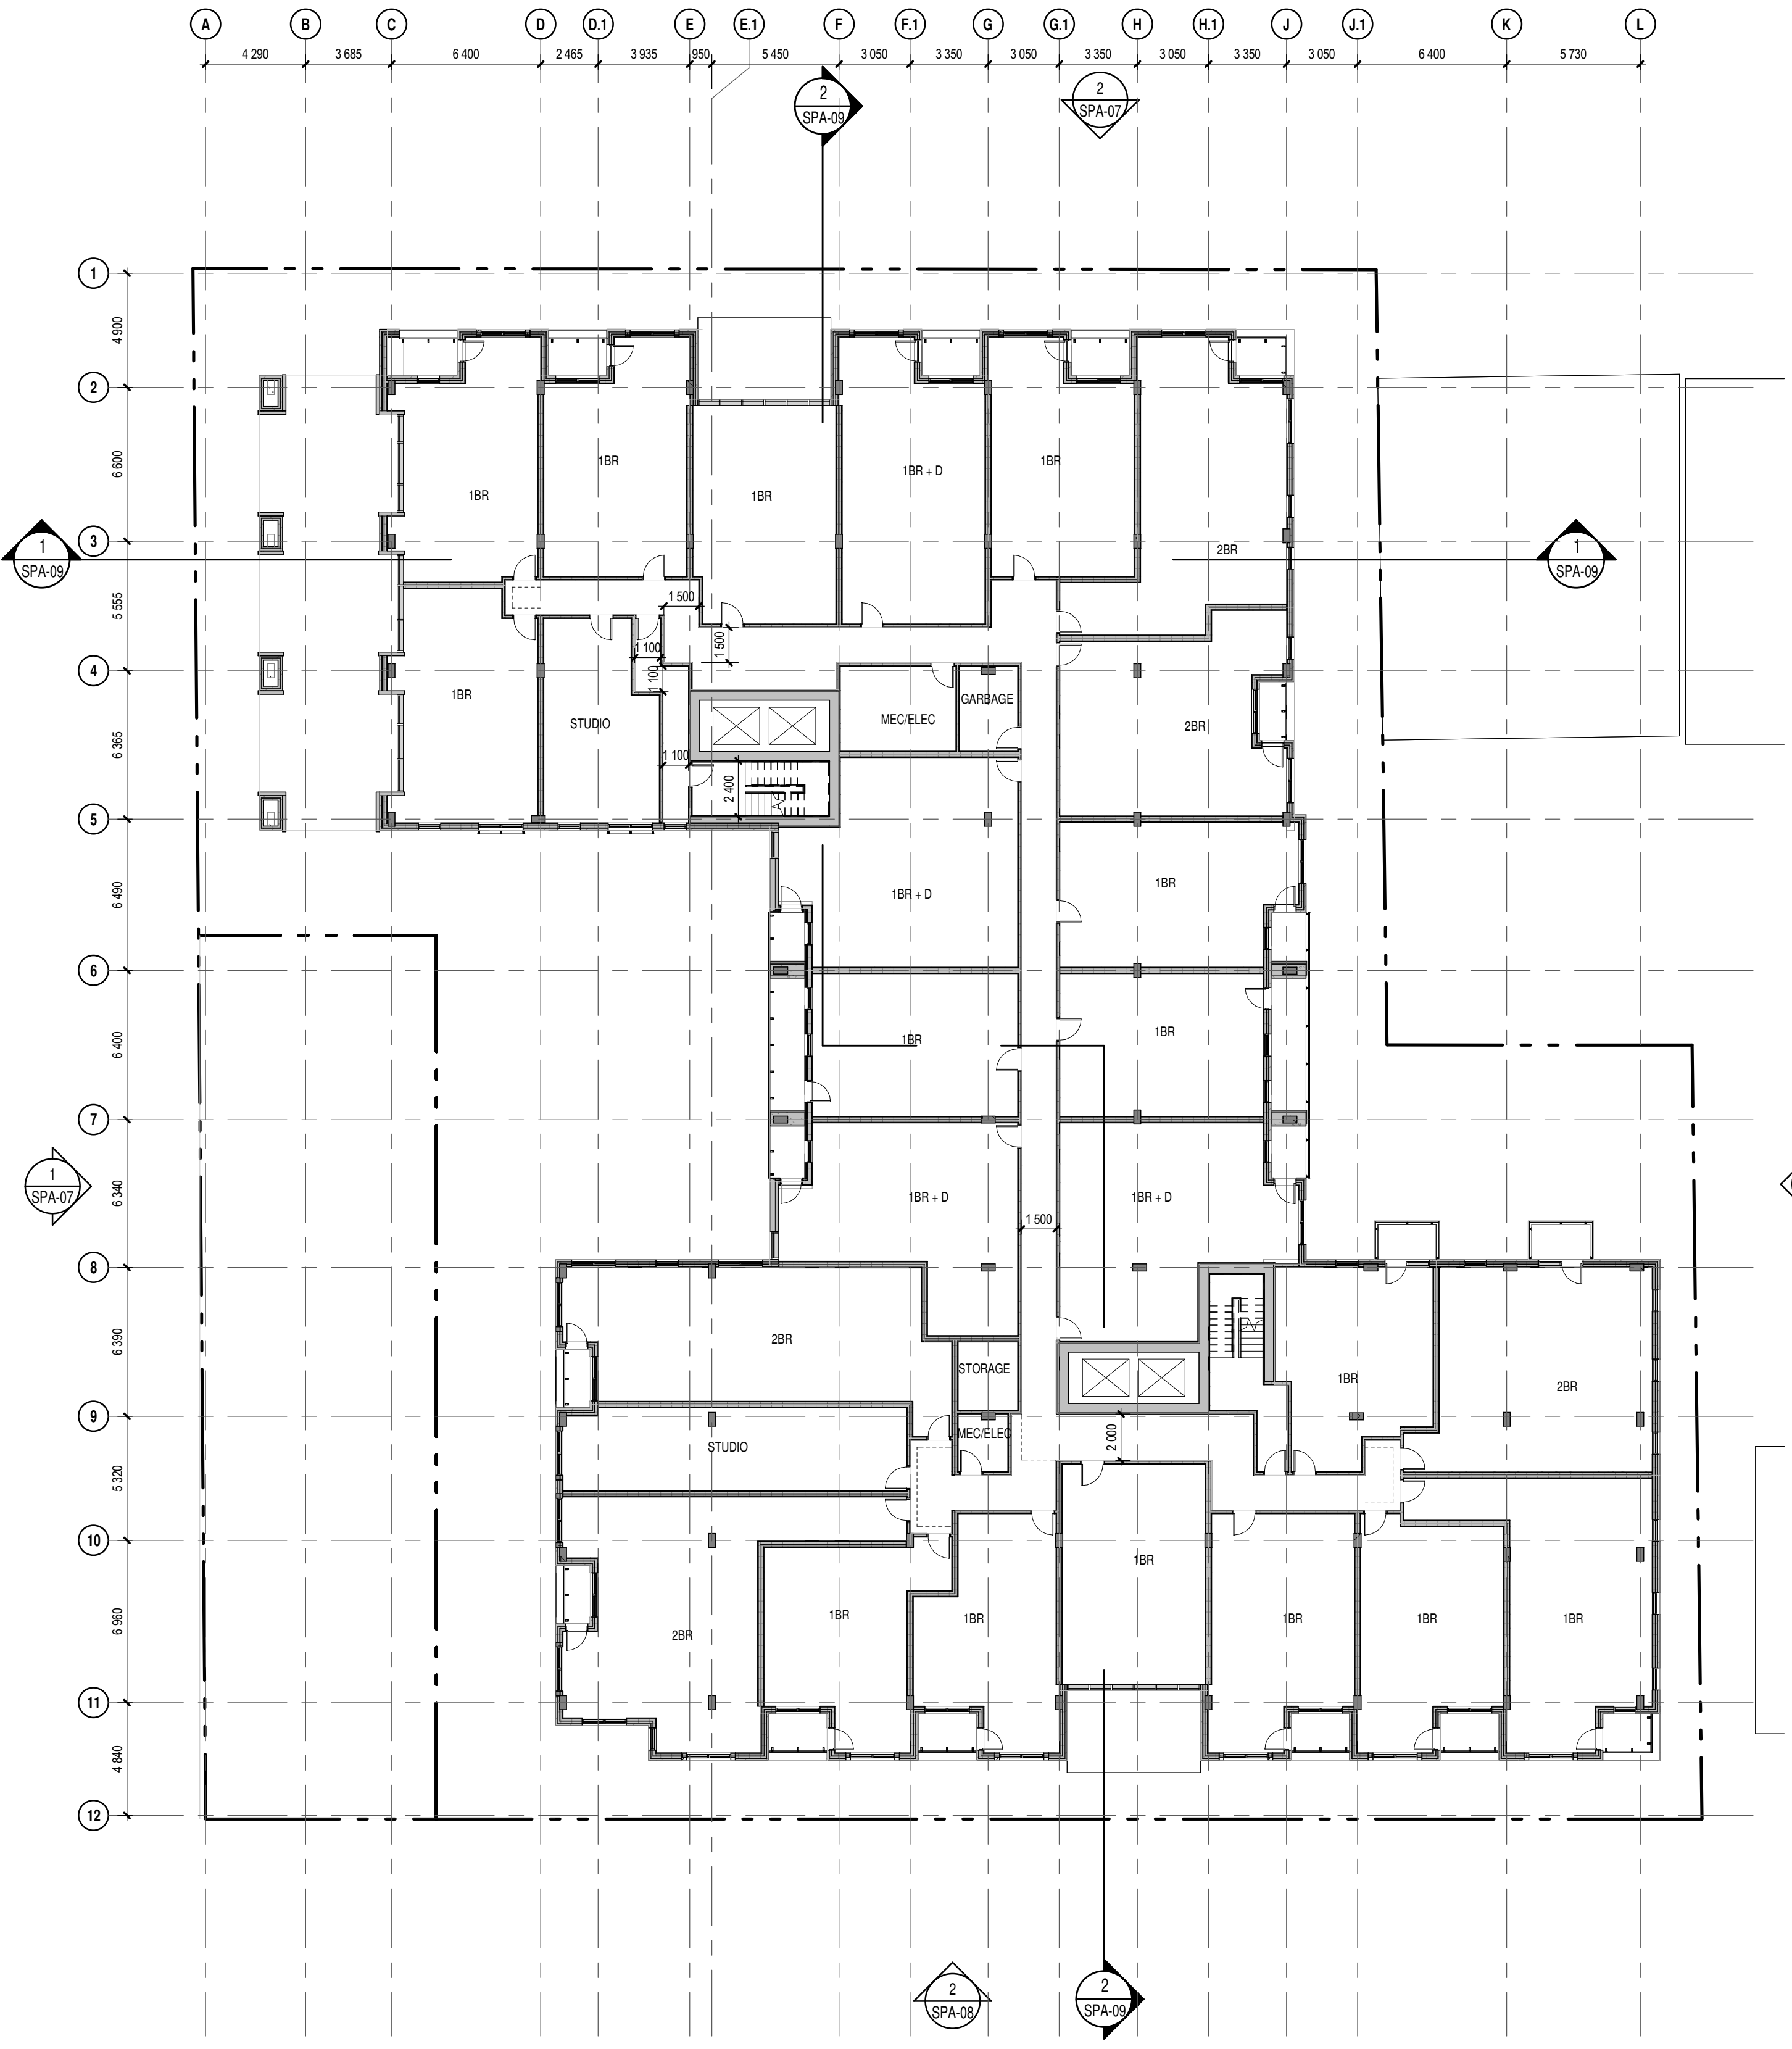 A B C D D.1 E E.1 F F.1 G G.1 H H.1 J J.1 K L
4 290 3 685 6 400 2 465 3 935 950 5 450 3 050 3 350 3 050 3 350 3 050 3 350 3 050 6 400 5 730
2
SPA-09
2
SPA-07
1
4 900
2
6 600
1BR
1BR
1BR
1BR + D
1BR
2BR
3
1
SPA-09
1
SPA-09
5 555
1 500
1 500
1 100
1 100
4
1BR
STUDIO
MEC/ELEC
GARBAGE
2BR
6 365
1 100
2 400
5
6 490
1BR + D
1BR
6
6 400
1BR
1BR
7
1
SPA-07
6 340
1BR + D
1BR + D
1 500
8
6 390
2BR
STORAGE
1BR
2BR
9
STUDIO
MEC/ELEC
2 000
5 320
10
1BR
6 960
2BR
1BR
1BR
1BR
1BR
1BR
11
4 840
12
2
SPA-08
2
SPA-09